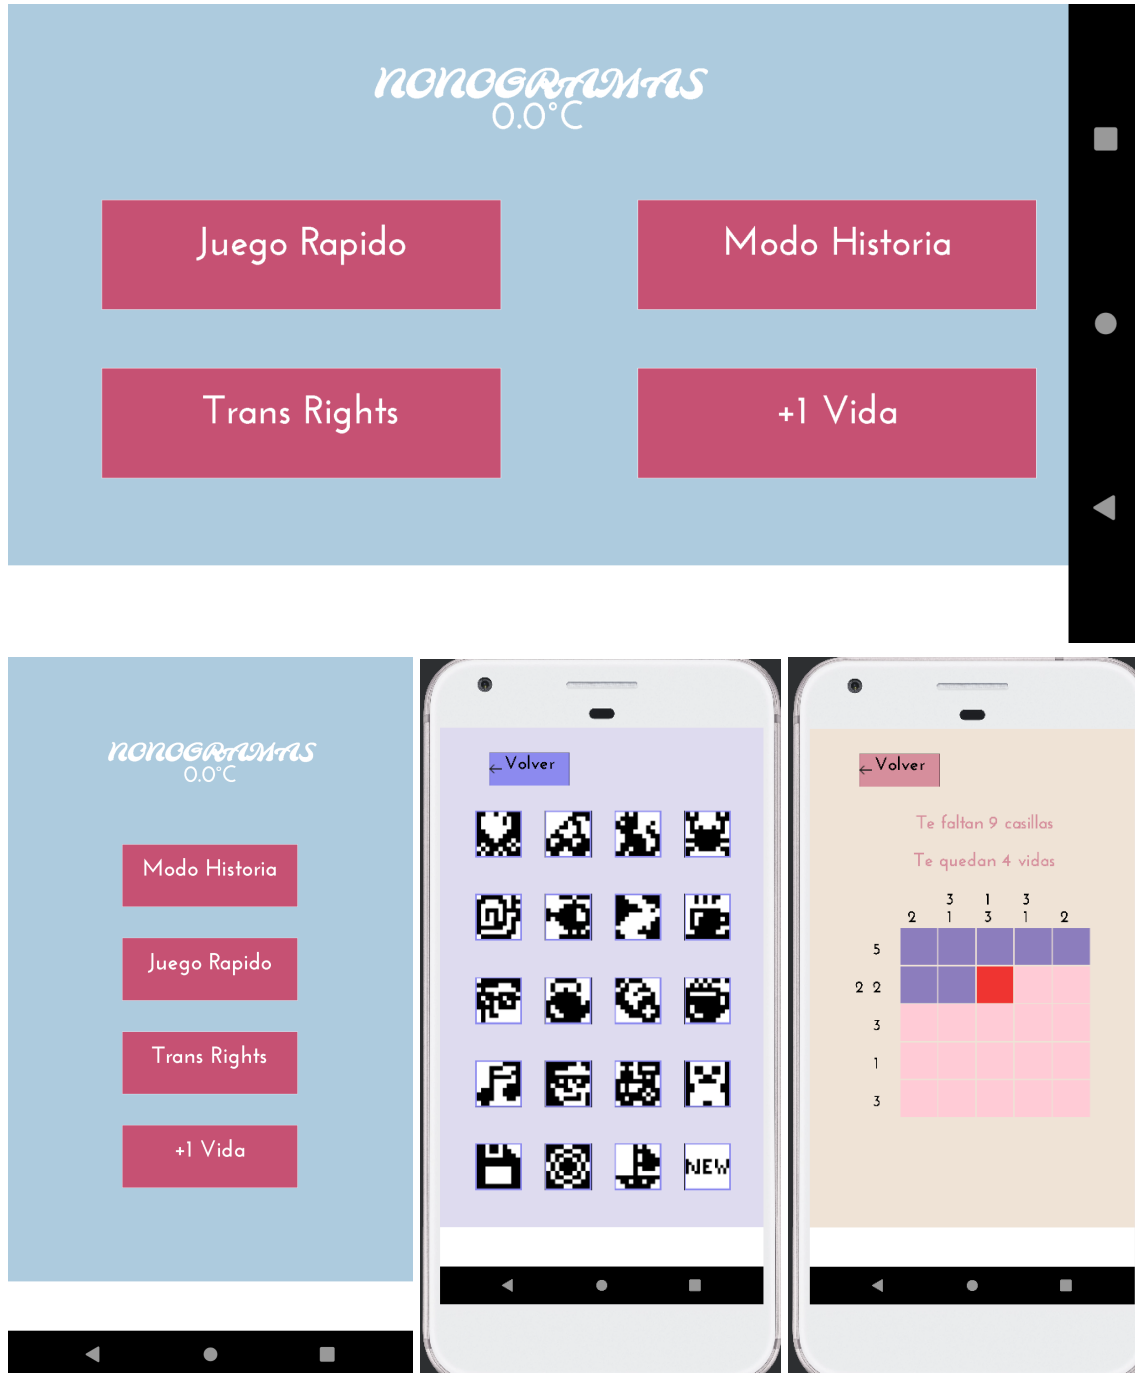 NONOGRAMAS
0.0°C
Juego Rapido
Modo Historia
Trans Rights
+1 Vida
NONOGRAMAS
0.0°C
Modo Historia
Juego Rapido
Trans Rights
+1 Vida
←Volver
NEW
←Volver
Te faltan 9 casillas
Te quedan 4 vidas
3 1 3
2 1 3 1 2
5
2 2
3
1
3